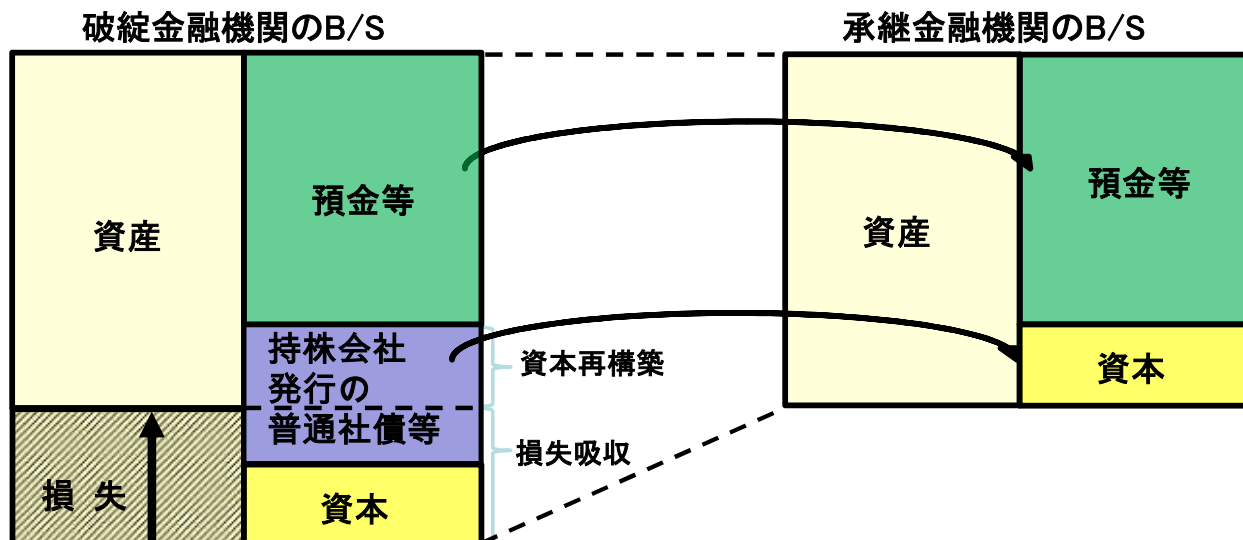 破綻金融機関のB/S
承継金融機関のB/S
資産
預金等
持株会社
発行の
普通社債等
資本再構築
損失吸収
損 失
資本
資産
預金等
資本